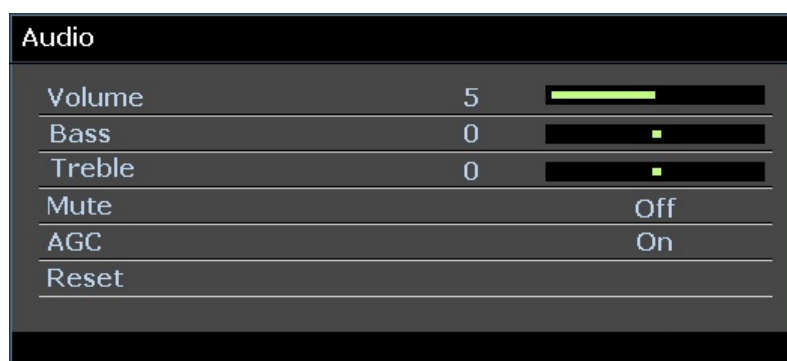 Audio
Volume 5
Bass 0
Treble 0
Mute Off
AGC On
Reset